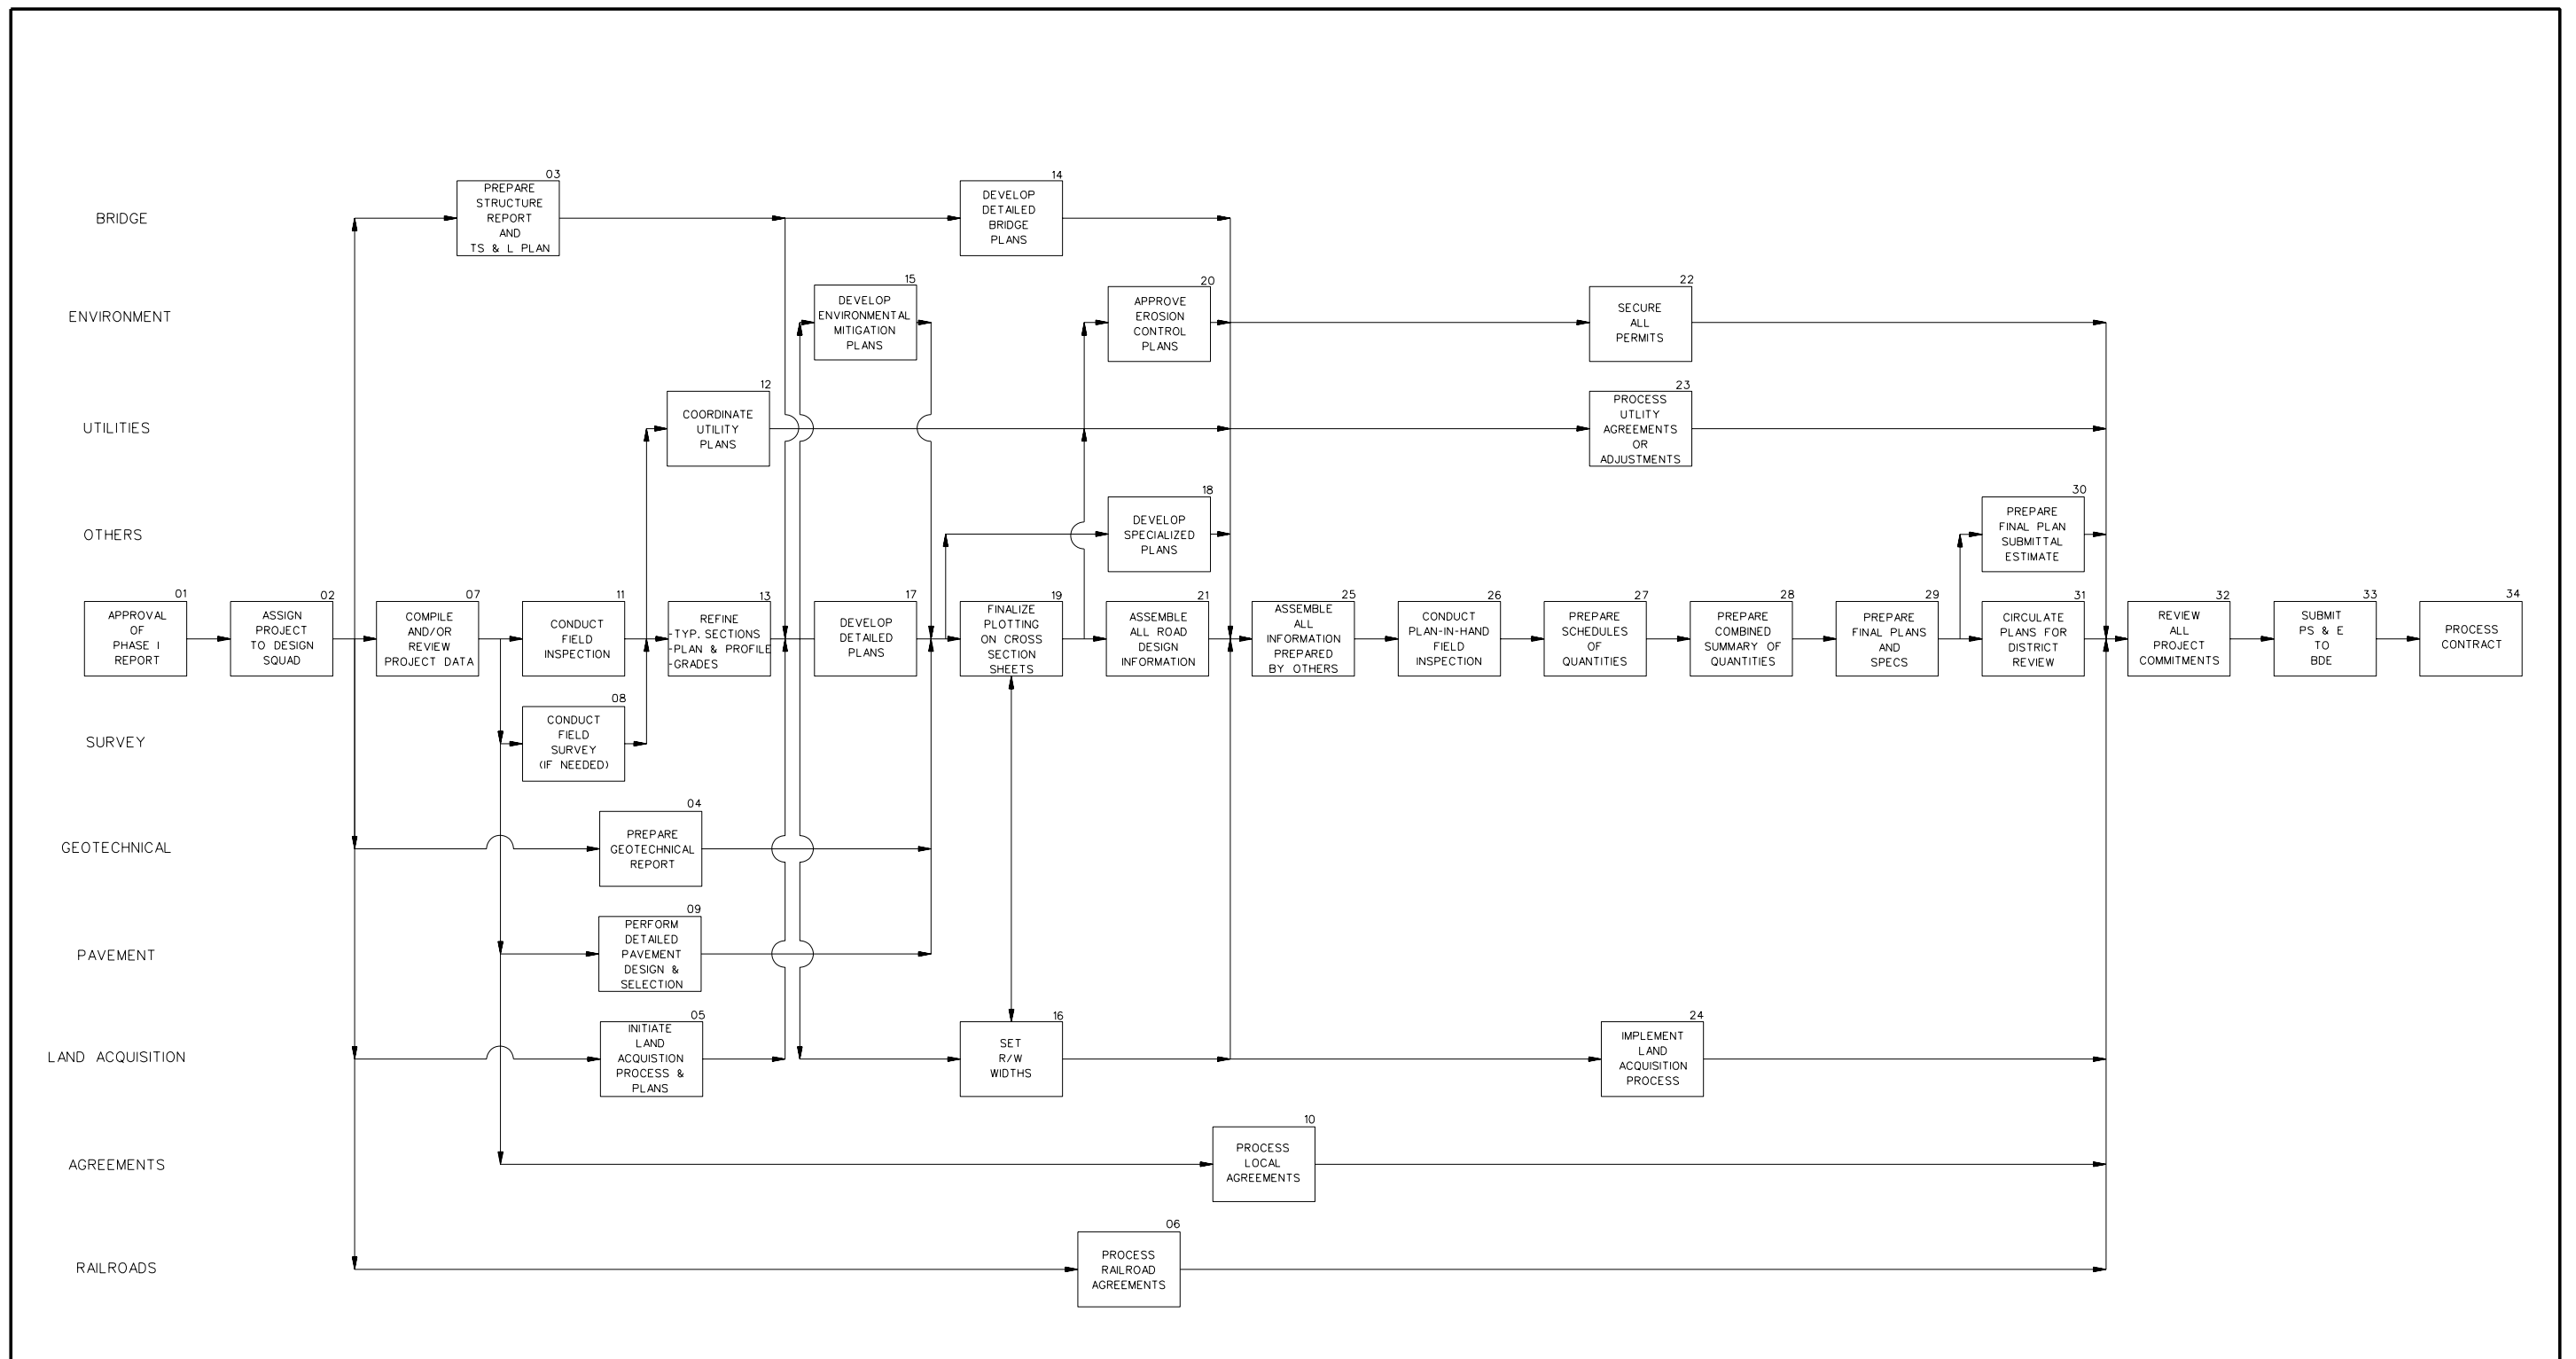 03
PREPARE
STRUCTURE
REPORT
AND
TS & L PLAN
14
DEVELOP
DETAILED
BRIDGE
PLANS
BRIDGE
15
DEVELOP
ENVIRONMENTAL
MITIGATION
PLANS
20
APPROVE
EROSION
CONTROL
PLANS
22
SECURE
ALL
PERMITS
ENVIRONMENT
12
COORDINATE
UTILITY
PLANS
23
PROCESS
UTLITY
AGREEMENTS
OR
ADJUSTMENTS
UTILITIES
18
DEVELOP
SPECIALIZED
PLANS
30
PREPARE
FINAL PLAN
SUBMITTAL
ESTIMATE
OTHERS
01
APPROVAL
OF
PHASE I
REPORT
02
ASSIGN
PROJECT
TO DESIGN
SQUAD
07
COMPILE
AND/OR
REVIEW
PROJECT DATA
11
CONDUCT
FIELD
INSPECTION
13
REFINE
-TYP. SECTIONS
-PLAN & PROFILE
-GRADES
17
DEVELOP
DETAILED
PLANS
19
FINALIZE
PLOTTING
ON CROSS
SECTION
SHEETS
21
ASSEMBLE
ALL ROAD
DESIGN
INFORMATION
25
ASSEMBLE
ALL
INFORMATION
PREPARED
BY OTHERS
26
CONDUCT
PLAN-IN-HAND
FIELD
INSPECTION
27
PREPARE
SCHEDULES
OF
QUANTITIES
28
PREPARE
COMBINED
SUMMARY OF
QUANTITIES
29
PREPARE
FINAL PLANS
AND
SPECS
31
CIRCULATE
PLANS FOR
DISTRICT
REVIEW
32
REVIEW
ALL
PROJECT
COMMITMENTS
33
SUBMIT
PS & E
TO
BDE
34
PROCESS
CONTRACT
08
CONDUCT
FIELD
SURVEY
(IF NEEDED)
SURVEY
04
PREPARE
GEOTECHNICAL
REPORT
GEOTECHNICAL
09
PERFORM
DETAILED
PAVEMENT
DESIGN &
SELECTION
PAVEMENT
05
INITIATE
LAND
ACQUISTION
PROCESS &
PLANS
16
SET
R/W
WIDTHS
24
IMPLEMENT
LAND
ACQUISITION
PROCESS
LAND ACQUISITION
10
PROCESS
LOCAL
AGREEMENTS
AGREEMENTS
06
PROCESS
RAILROAD
AGREEMENTS
RAILROADS